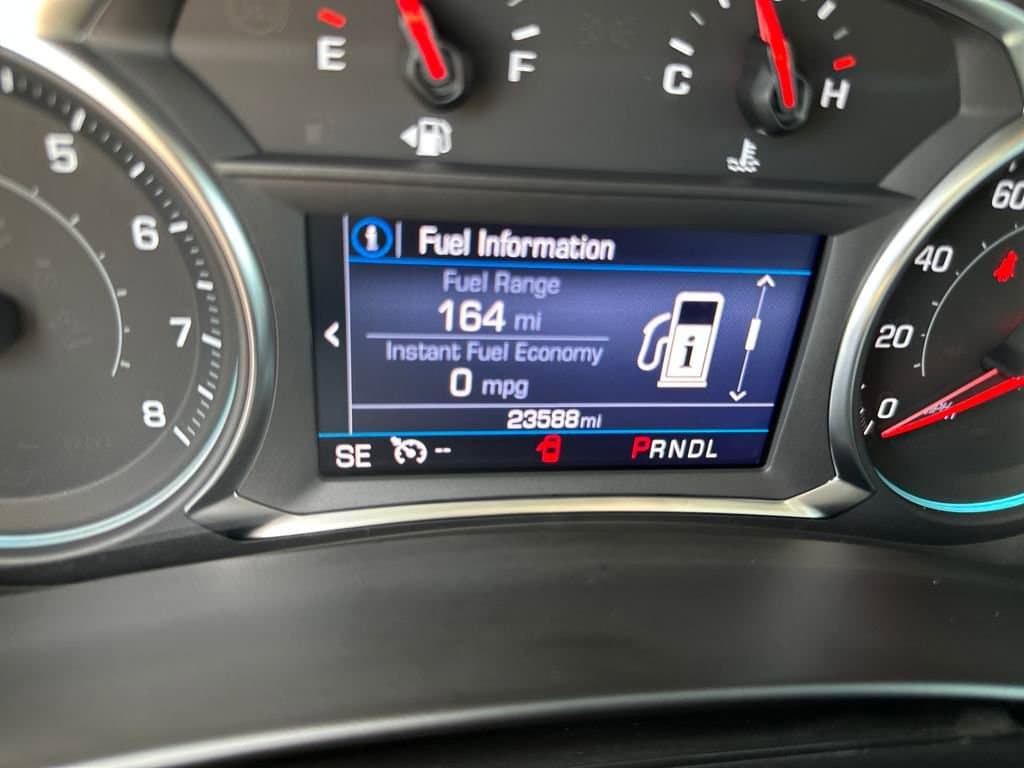 E
F
C
H
5
6
7
8
i Fuel Information
Fuel Range
164 mi
Instant Fuel Economy
0 mpg
i
23588mi
SE -- PRNDL
60
40
20
0
MPH